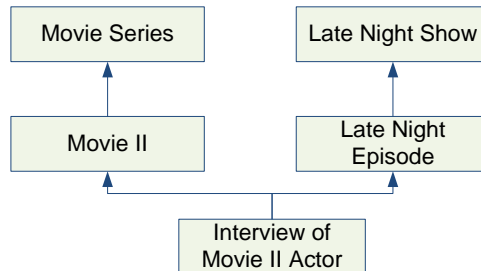 Movie Series
Late Night Show
Movie II
Late Night
Episode
Interview of
Movie II Actor